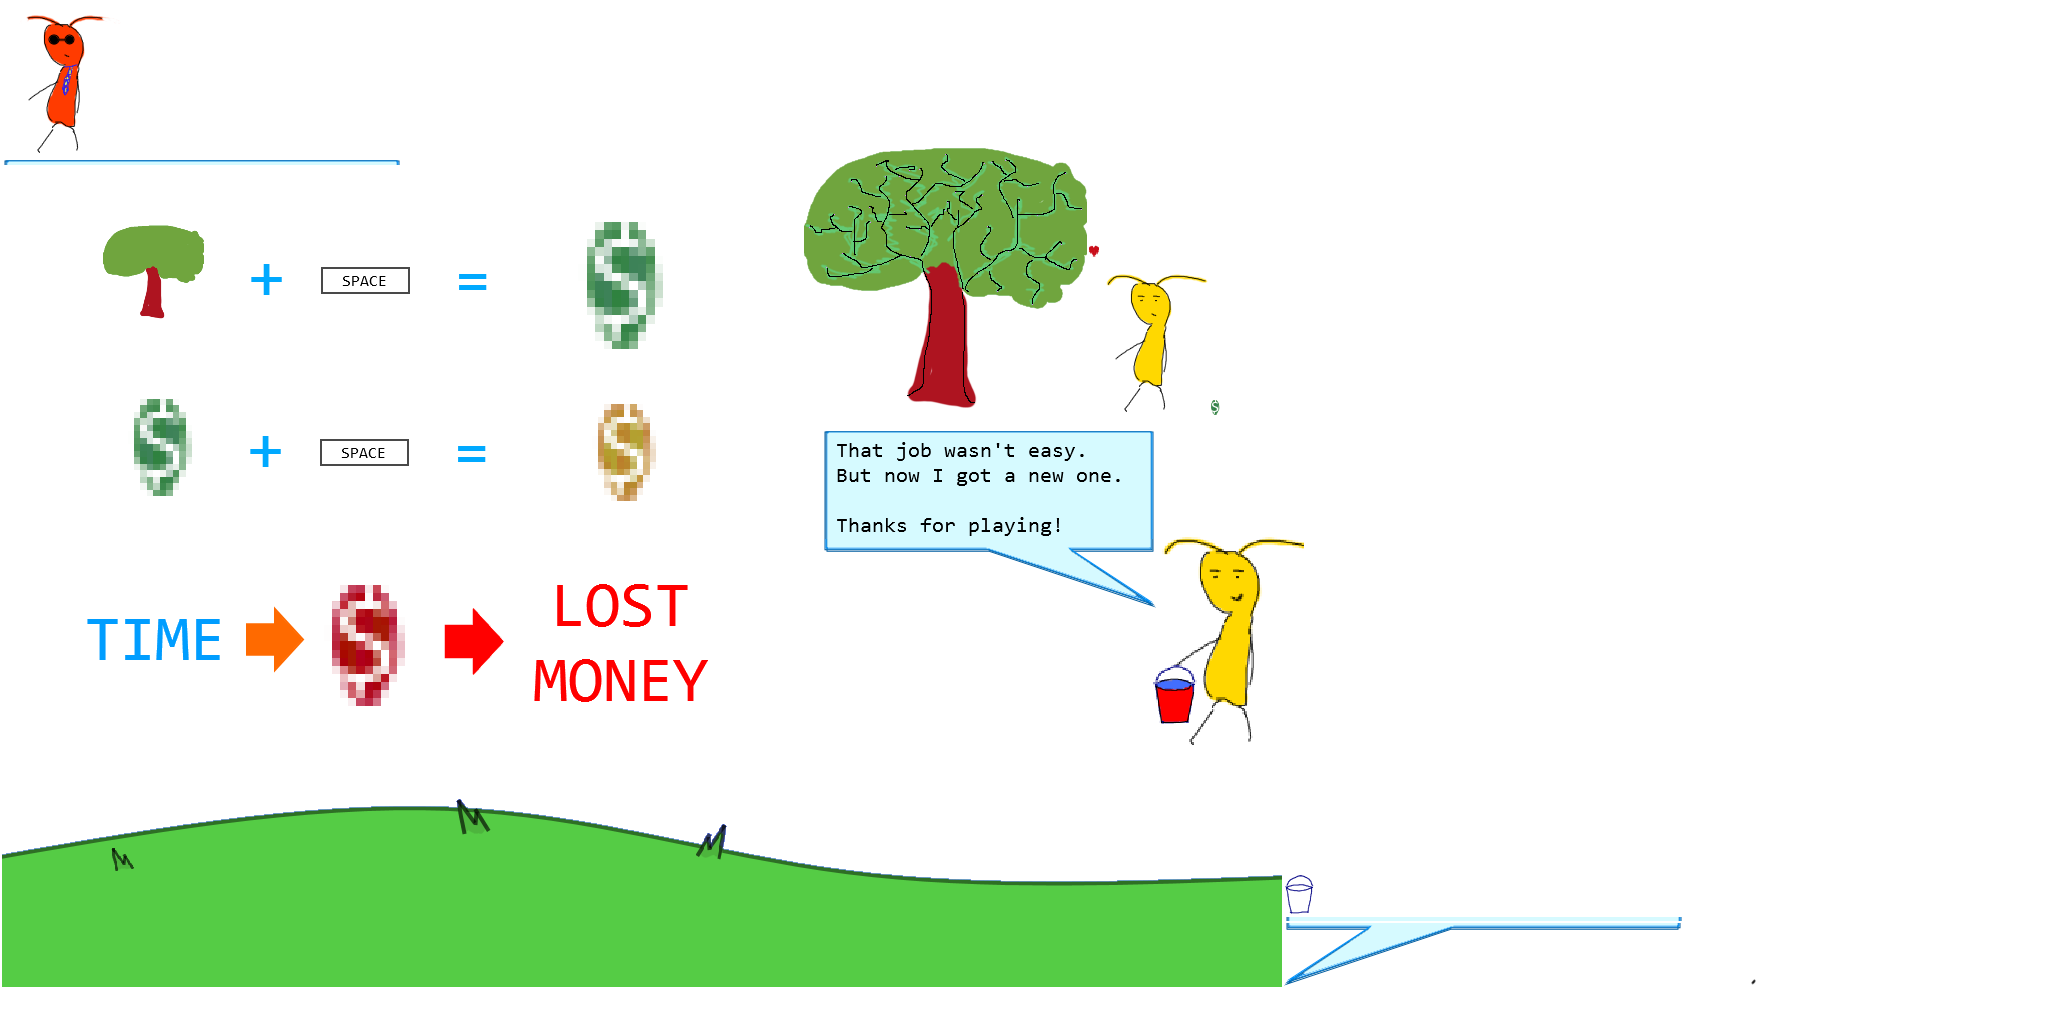 + SPACE =
+ SPACE =
TIME
LOST
MONEY
That job wasn't easy.
But now I got a new one.
Thanks for playing!